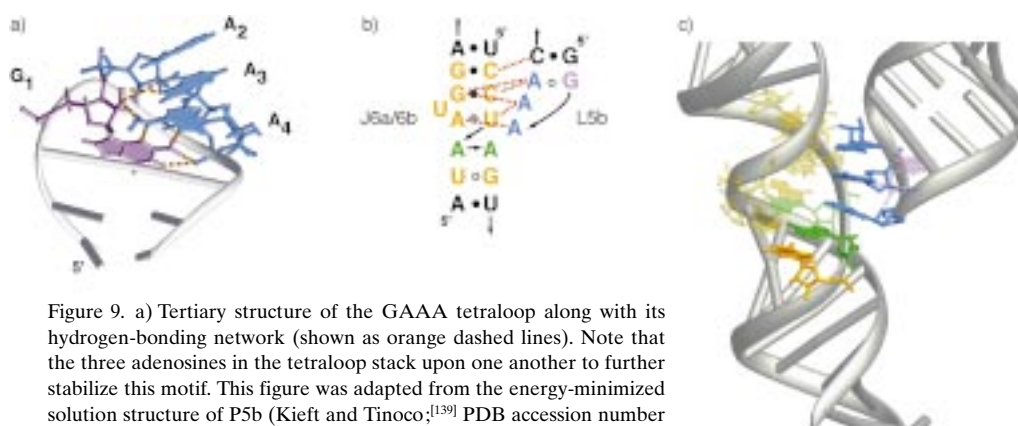 a)
b)
c)
A2
A3
A4
G1
5'
5'
A • U
C • G
5'
G • C
A o G
G • C
U
A
J6a/6b
A o U
A
L5b
A A
U o G
A • U
5'
Figure 9. a) Tertiary structure of the GAAA tetraloop along with its
hydrogen-bonding network (shown as orange dashed lines). Note that
the three adenosines in the tetraloop stack upon one another to further
stabilize this motif. This figure was adapted from the energy-minimized
solution structure of P5b (Kieft and Tinoco;[139] PDB accession number